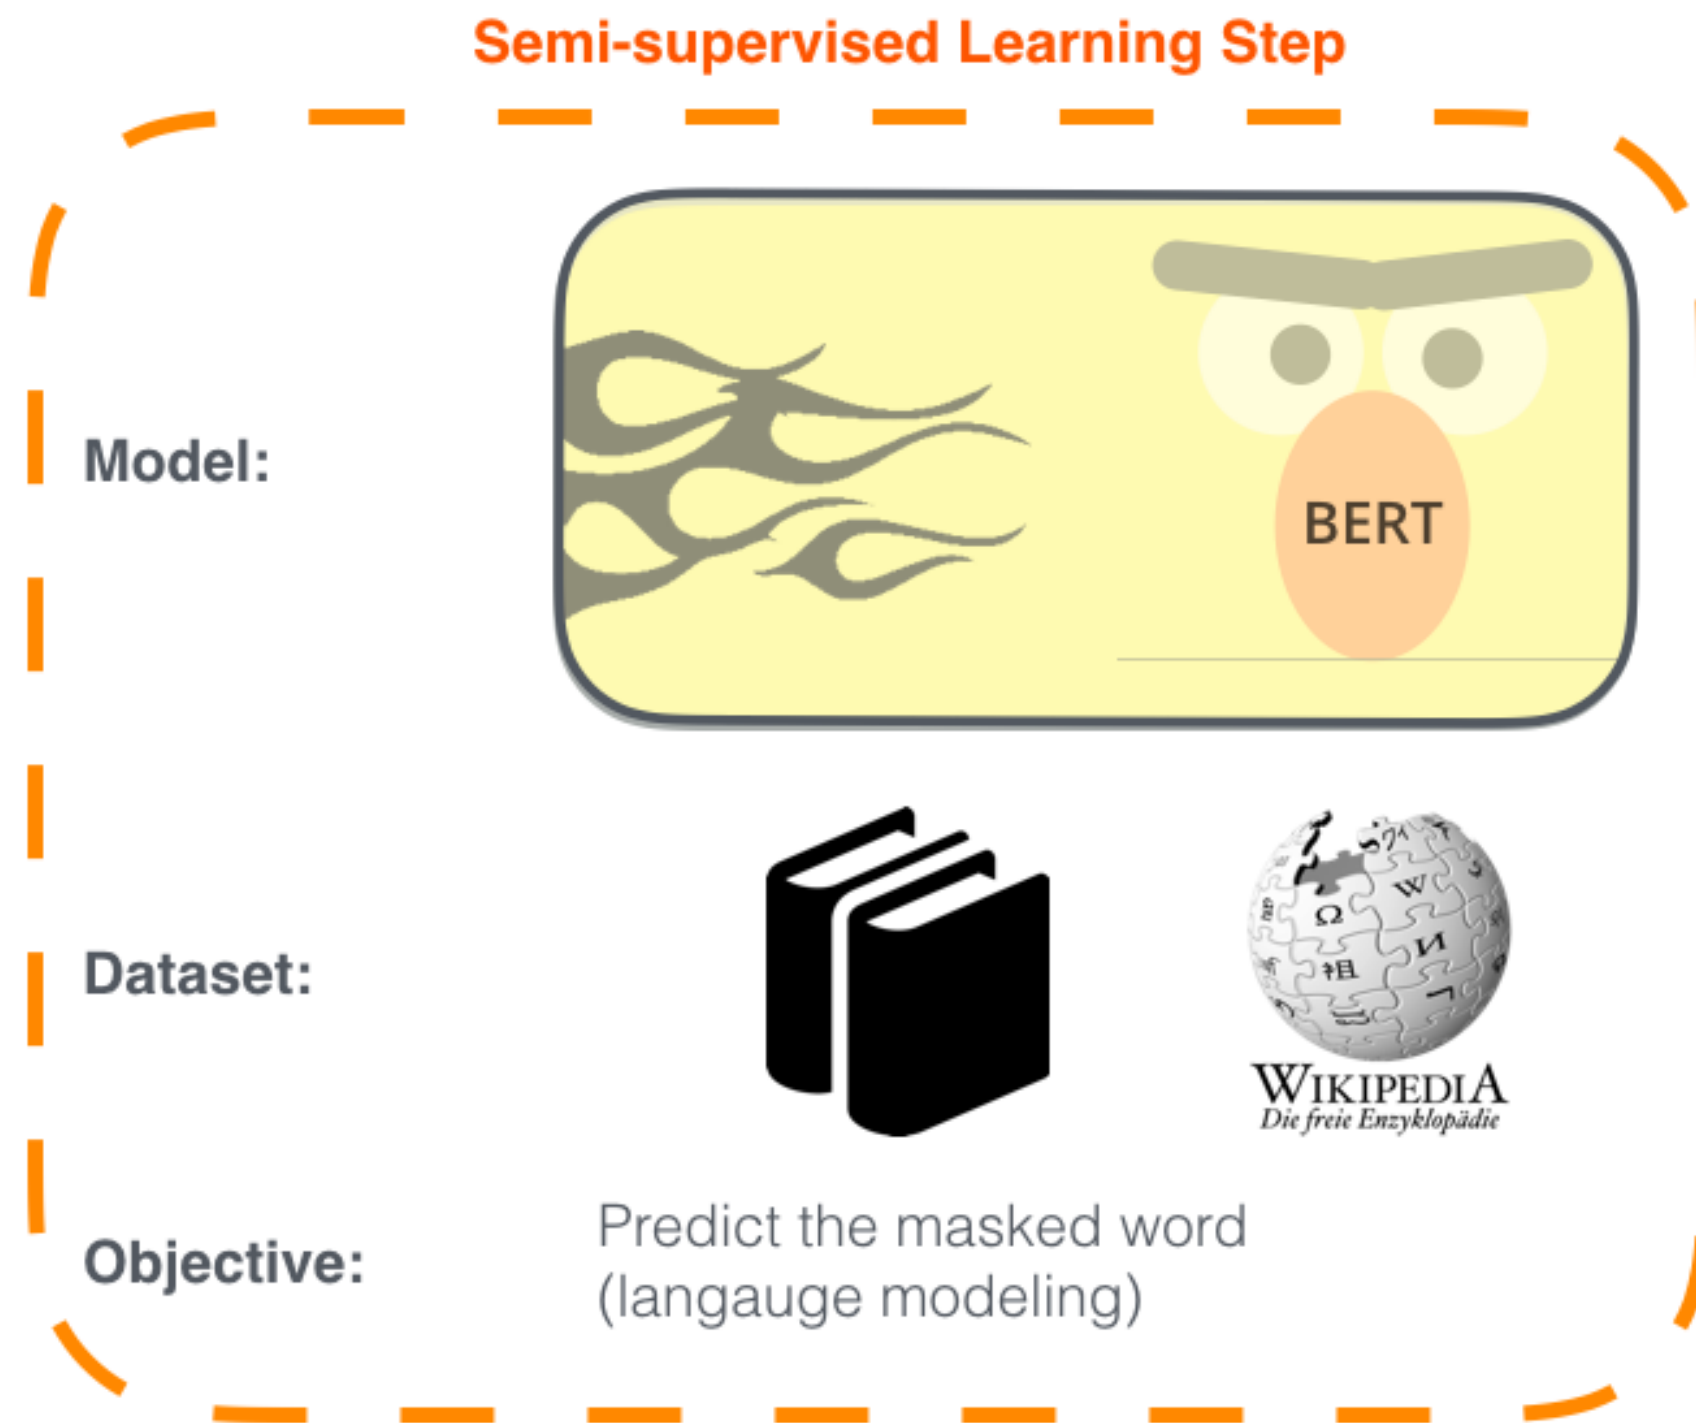 Semi-supervised Learning Step
Model:
BERT
Dataset:
WIKIPEDIA
Die freie Enzyklopädie
Objective:
Predict the masked word
(langauge modeling)